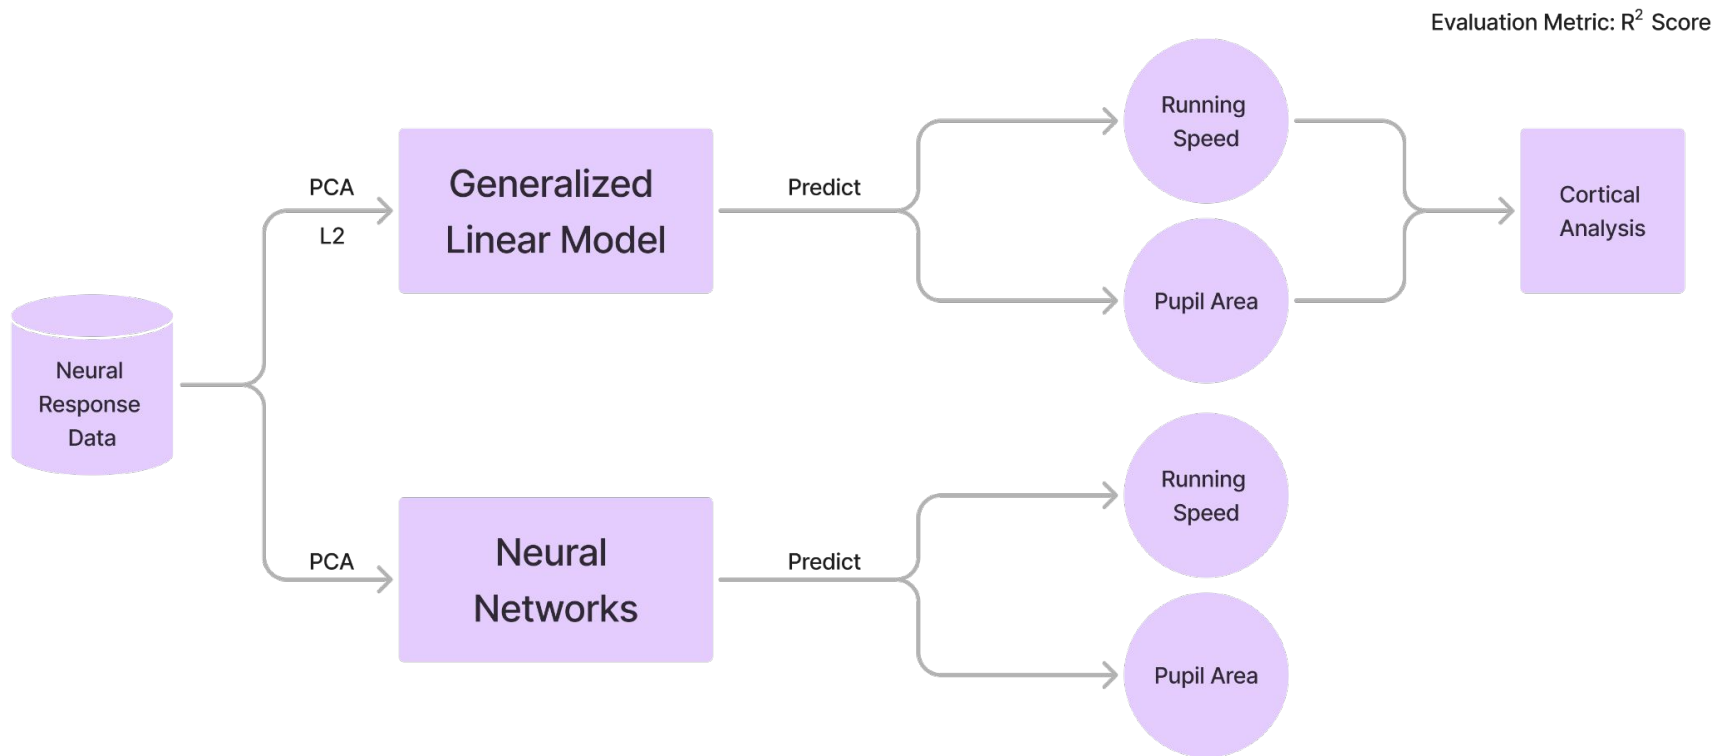 Evaluation Metric: R² Score
Neural
Response
Data
PCA
L2
Generalized
Linear Model
Predict
Running
Speed
Pupil Area
Cortical
Analysis
PCA
Neural
Networks
Predict
Running
Speed
Pupil Area